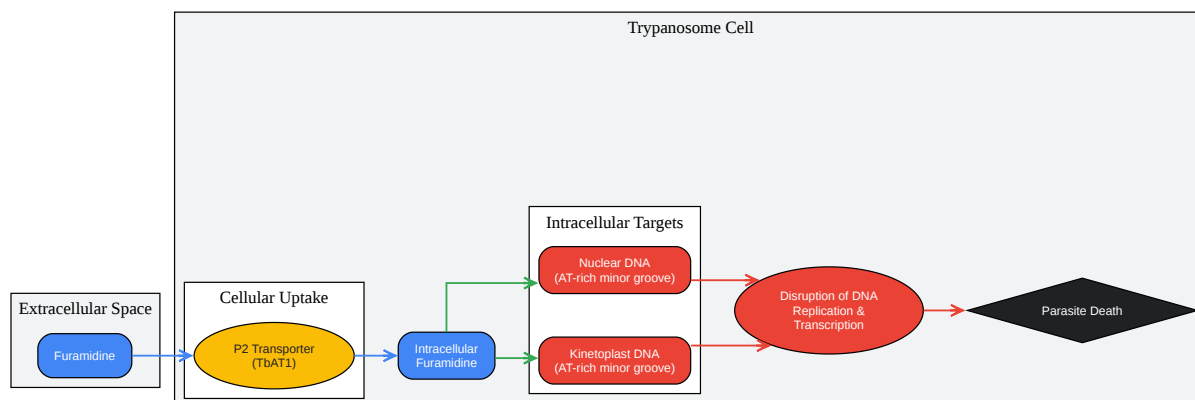 Trypanosome Cell
Extracellular Space
Furamidine
Cellular Uptake
P2 Transporter
(TbAT1)
Intracellular
Furamidine
Intracellular Targets
Nuclear DNA
(AT-rich minor groove)
Kinetoplast DNA
(AT-rich minor groove)
Disruption of DNA
Replication &
Transcription
Parasite Death